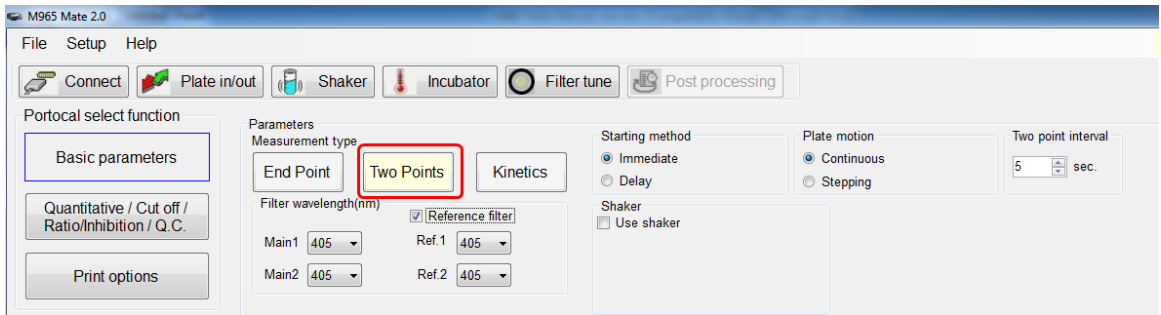 M965 Mate 2.0
File Setup Help
Connect Plate in/out Shaker Incubator Filter tune Post processing
Portocal select function
Basic parameters
Quantitative / Cut off /
Ratio/Inhibition / Q.C.
Print options
Parameters
Measurement type
End Point Two Points Kinetics
Filter wavelength(nm)
Reference filter
Main1 405 Ref.1 405
Main2 405 Ref.2 405
Starting method
Immediate
Delay
Plate motion
Continuous
Stepping
Two point interval
5 sec.
Shaker
Use shaker